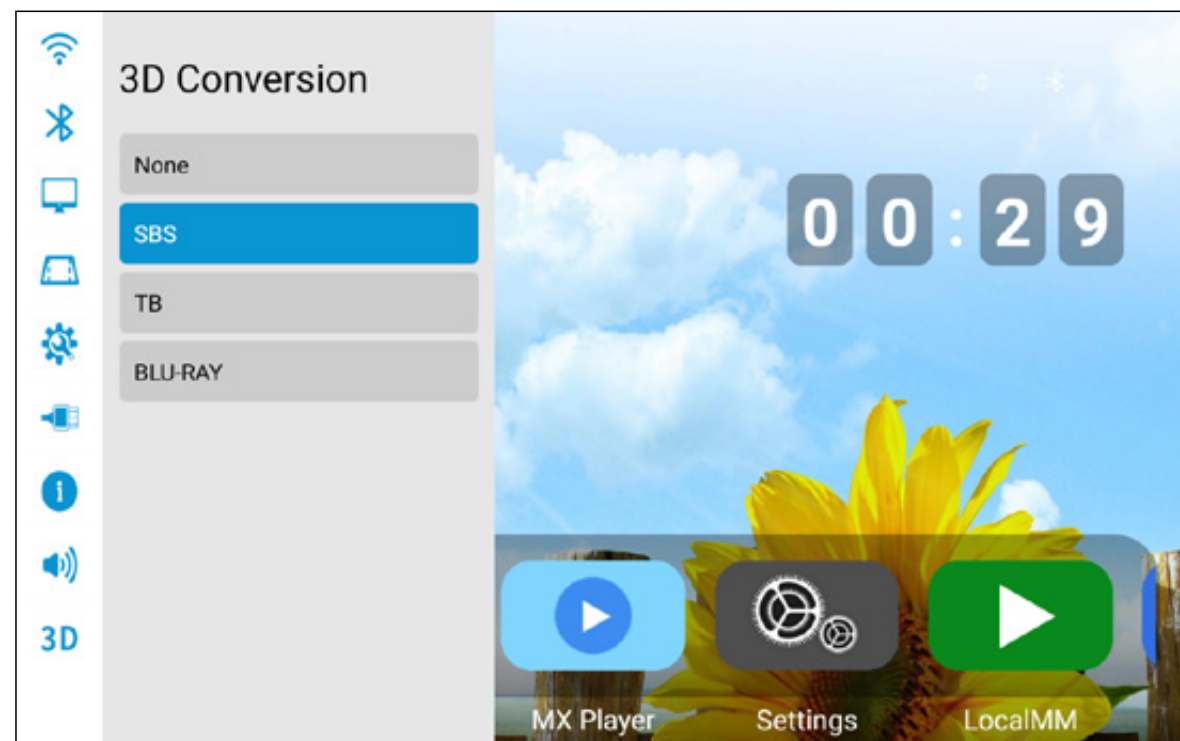 3D Conversion
None
SBS
TB
BLU-RAY
3D
00:29
MX Player
Settings
LocalMM